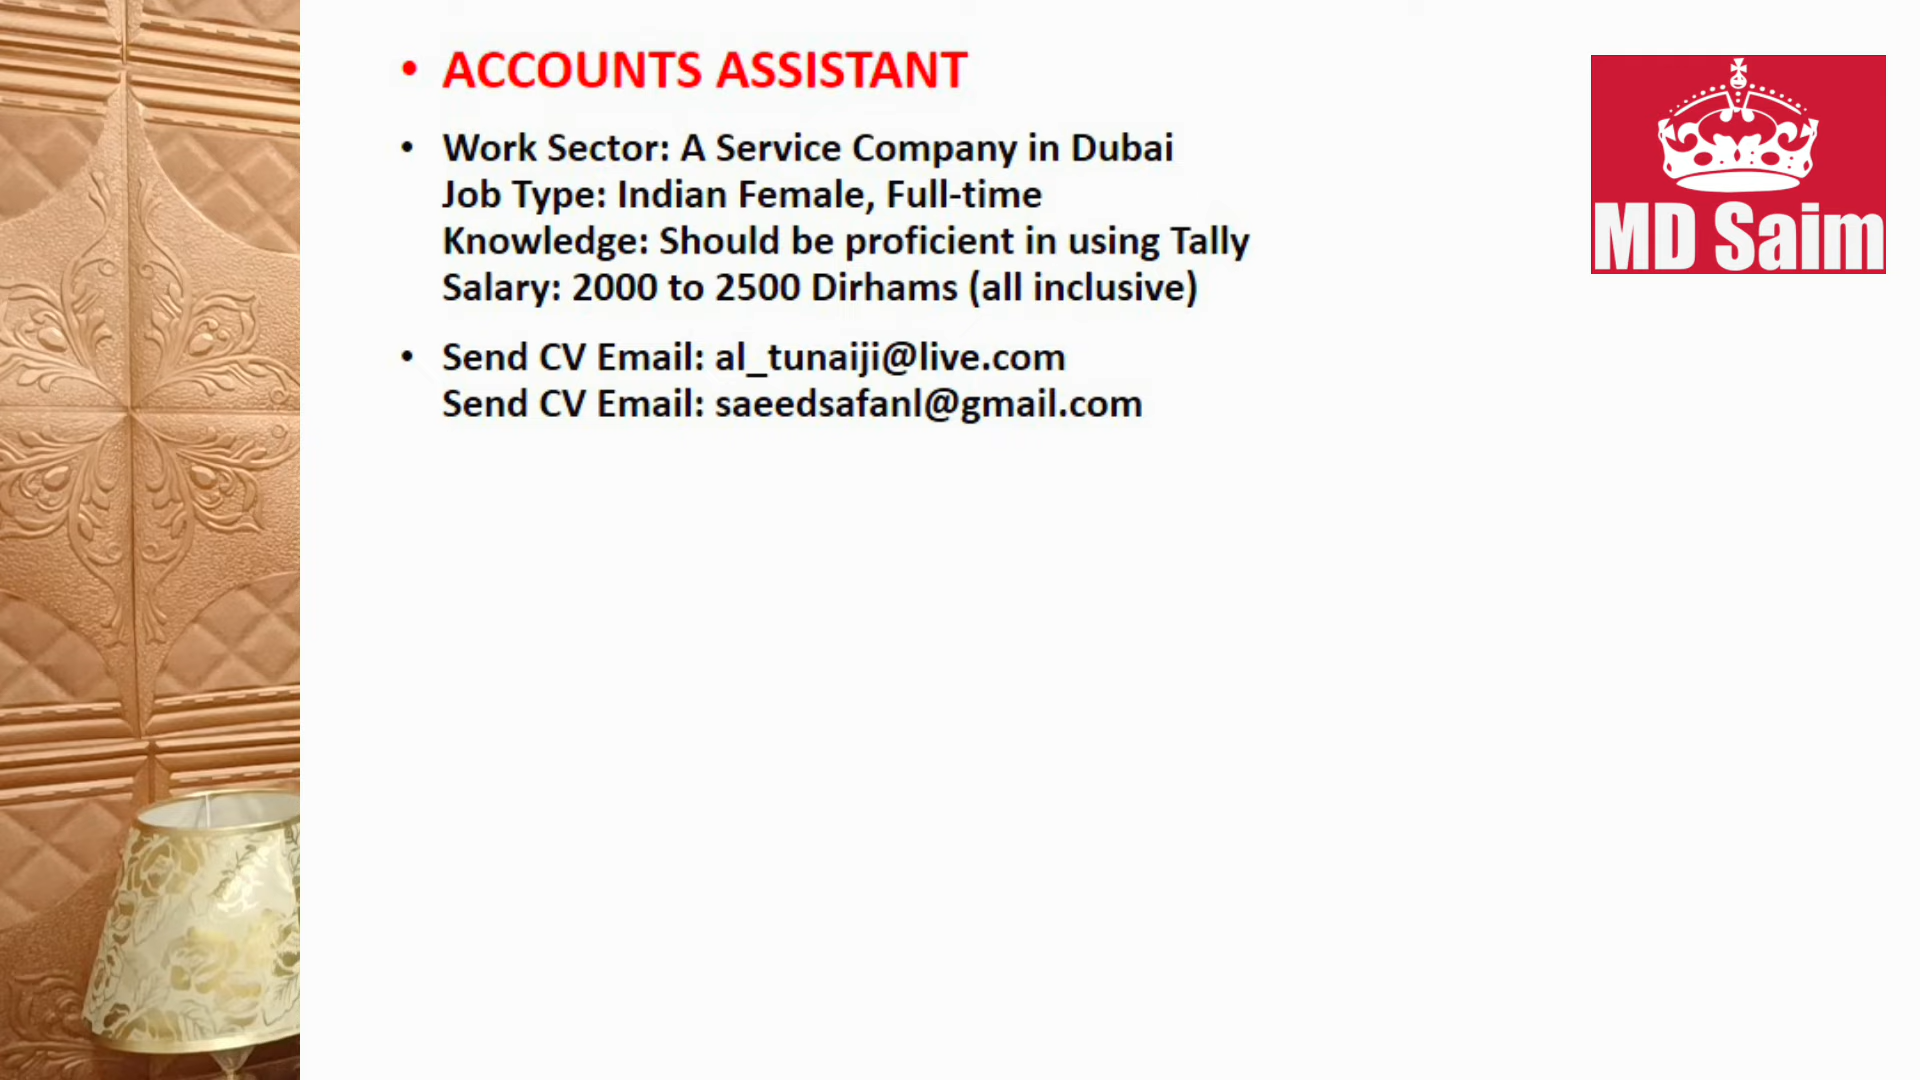 • ACCOUNTS ASSISTANT
• Work Sector: A Service Company in Dubai
Job Type: Indian Female, Full-time
Knowledge: Should be proficient in using Tally
Salary: 2000 to 2500 Dirhams (all inclusive)
• Send CV Email: al_tunaiji@live.com
Send CV Email: saeedsafanl@gmail.com
MD Saim